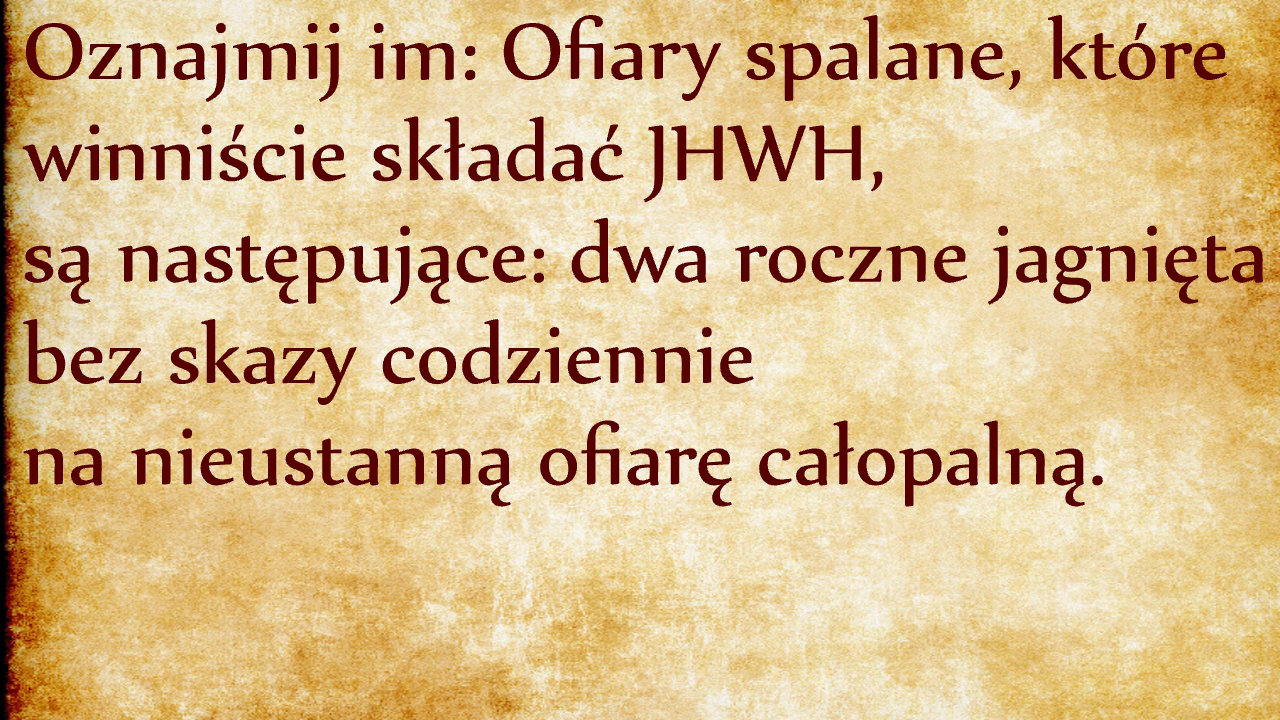 Oznajmij im: Ofiary spalane, które
winniście składać JHWH,
są następujące: dwa roczne jagnięta
bez skazy codziennie
na nieustanną ofiarę całopalną.